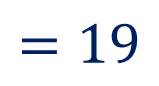 = 19